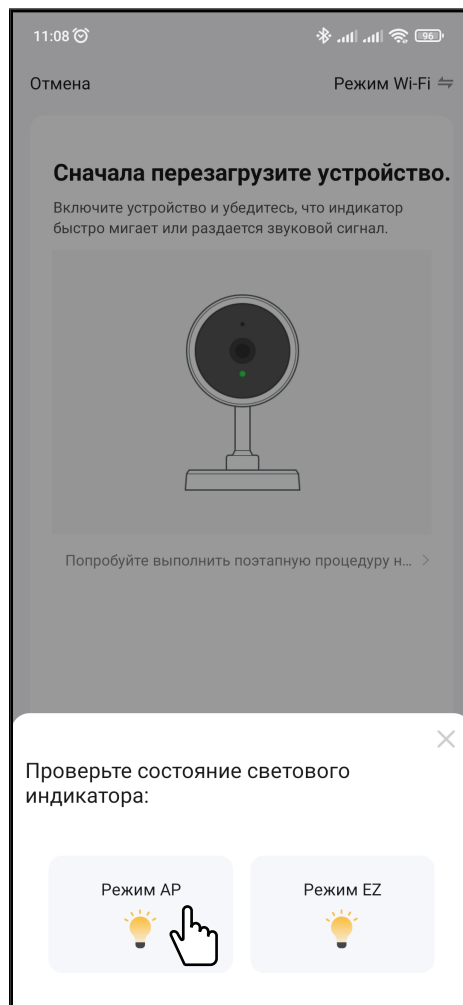 11:08
96
Отмена
Режим Wi-Fi
Сначала перезагрузите устройство.
Включите устройство и убедитесь, что индикатор
быстро мигает или раздается звуковой сигнал.
Попробуйте выполнить поэтапную процедуру н...
Проверьте состояние светового
индикатора:
Режим AP
Режим EZ